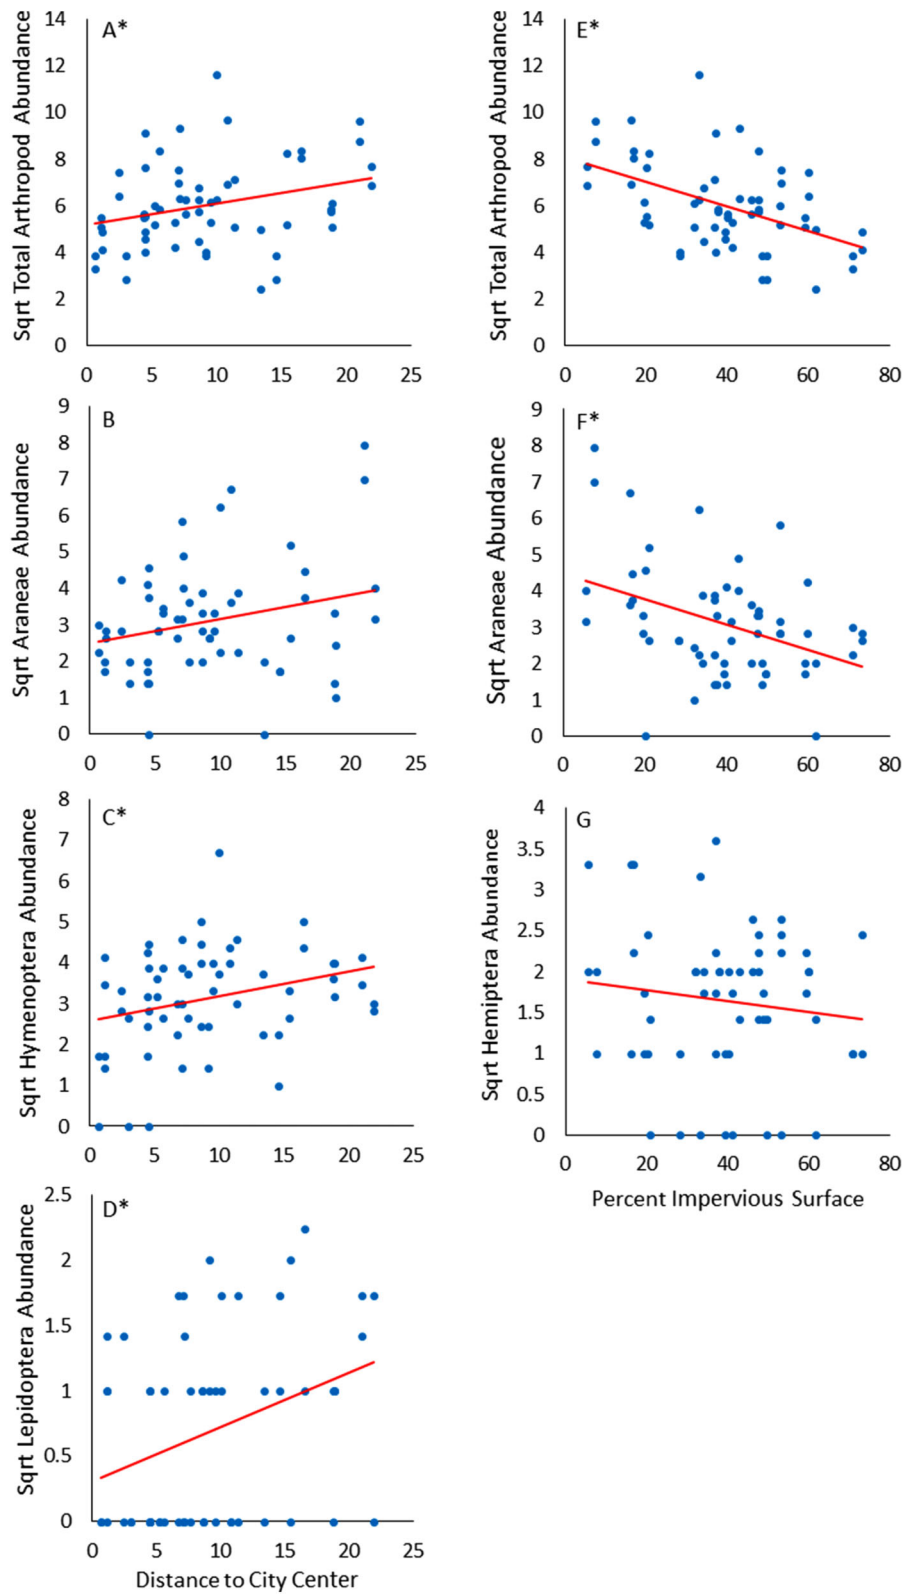 A*
Sqrt Total Arthropod Abundance
14
12
10
8
6
4
2
0
0 5 10 15 20 25
E*
Sqrt Total Arthropod Abundance
14
12
10
8
6
4
2
0
0 20 40 60 80
B
Sqrt Araneae Abundance
9
8
7
6
5
4
3
2
1
0
0 5 10 15 20 25
F*
Sqrt Araneae Abundance
9
8
7
6
5
4
3
2
1
0
0 20 40 60 80
C*
Sqrt Hymenoptera Abundance
8
7
6
5
4
3
2
1
0
0 5 10 15 20 25
G
Sqrt Hemiptera Abundance
4
3.5
3
2.5
2
1.5
1
0.5
0
0 20 40 60 80
Percent Impervious Surface
D*
Sqrt Lepidoptera Abundance
2.5
2
1.5
1
0.5
0
0 5 10 15 20 25
Distance to City Center